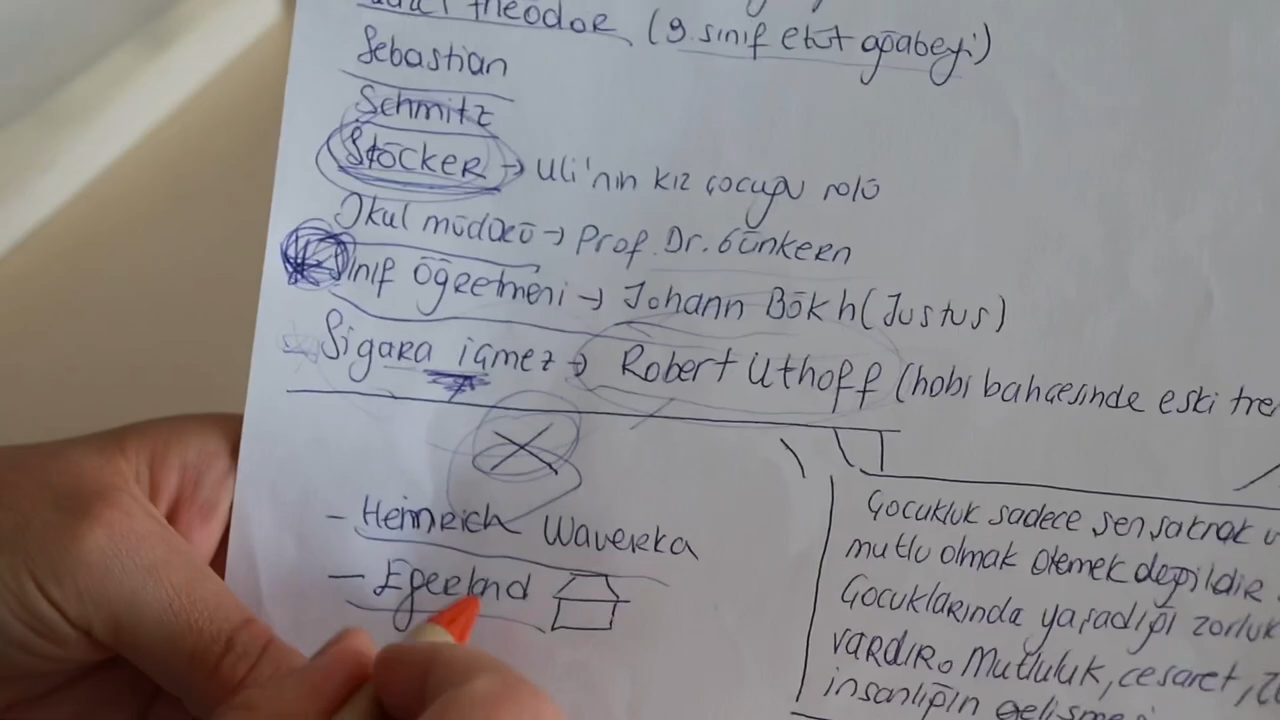 Theodor (9. sınıf etüt ağabeyi)
Sebastian
Schmitz
Stöcker → Uli'nin kız çocuğu rolü
Okul müdürü → Prof. Dr. Günkern
Sınıf Öğretmeni → Johann Bökh (Justus)
Sigara içmez → Robert Uthoff (hobi bahçesinde eski tre
- Heinrich Waverka
- Egeeland
Çocukluk sadece şen şakrak v
mutlu olmak demek değildir.
Çocuklarında yaşadığı zorluk
vardır. Mutluluk, cesaret,
insanlığın gelişme